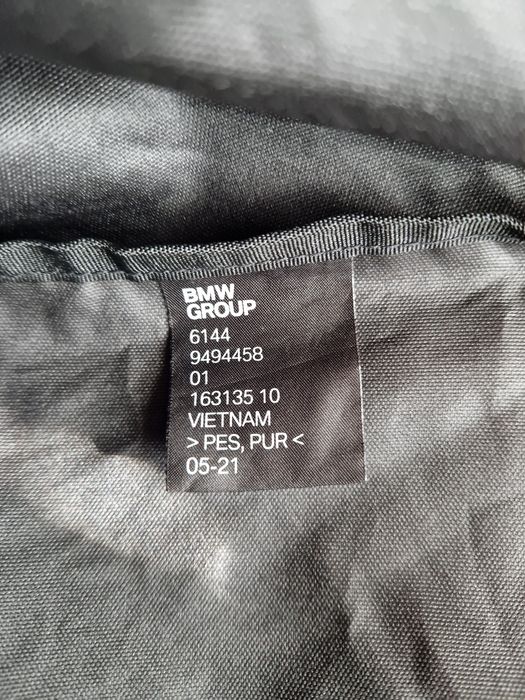 BMW
GROUP
6144
9494458
01
163135 10
VIETNAM
> PES, PUR <
05-21